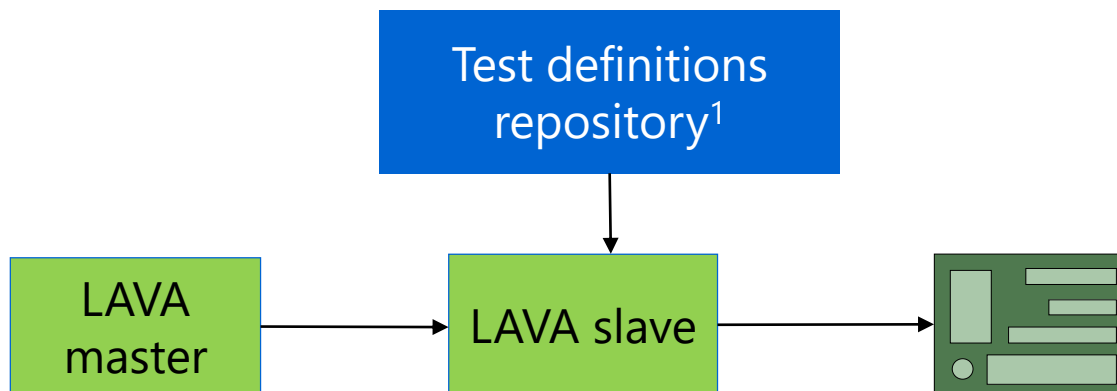 Test definitions
repository¹
LAVA
master
LAVA slave